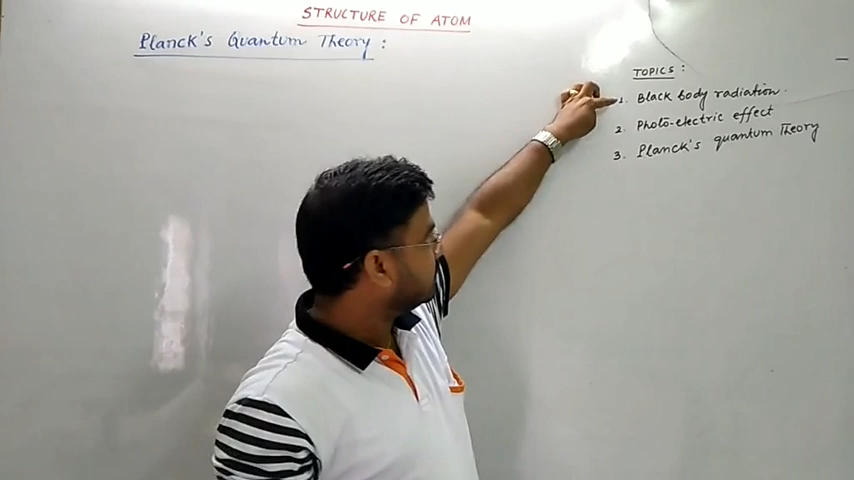 STRUCTURE OF ATOM
Planck's Quantum Theory :
TOPICS :
1. Black body radiation.
2. Photo-electric effect
3. Planck's quantum Theory